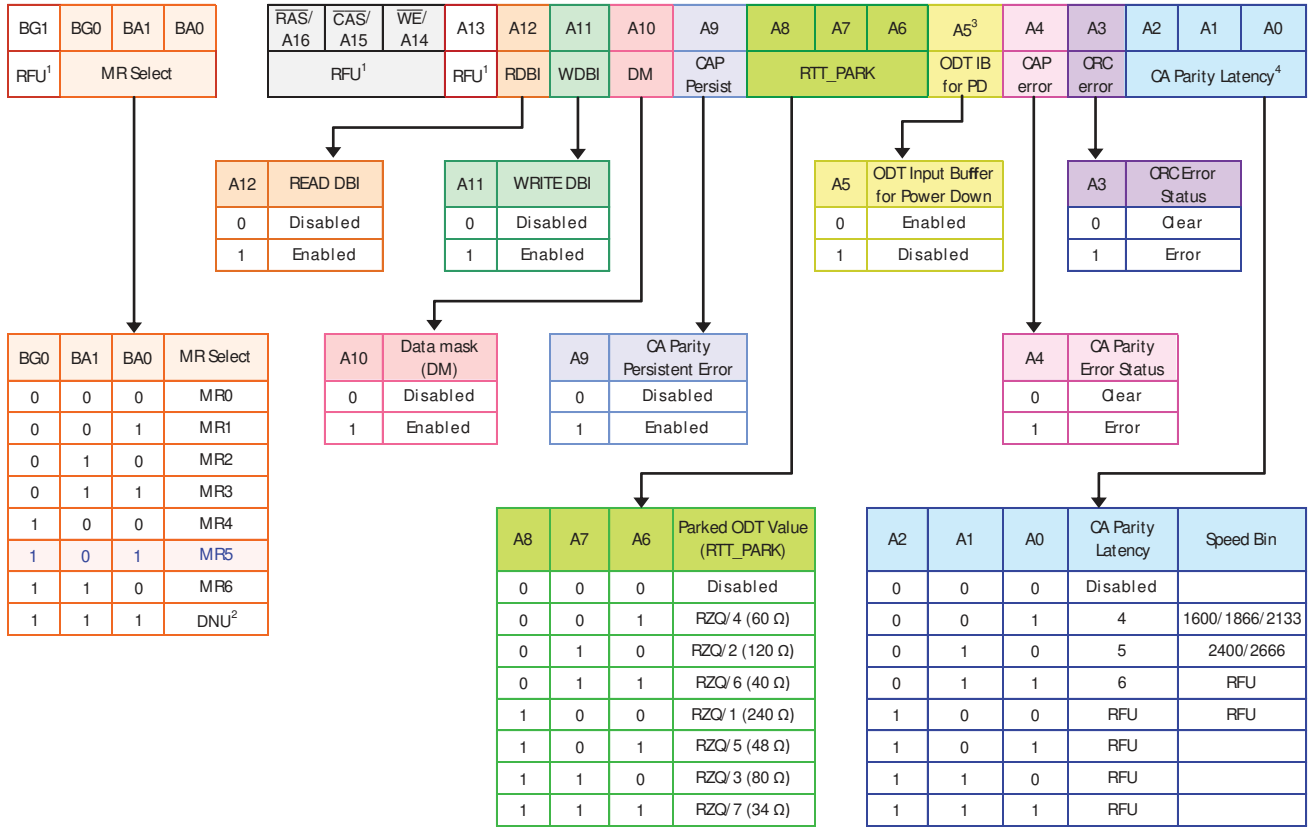 BG1 BG0 BA1 BA0 RAS/ A16 CAS/ A15 WE/ A14 A13 A12 A11 A10 A9 A8 A7 A6 A5³ A4 A3 A2 A1 A0
RFU¹ MR Select RFU¹ RFU¹ RDBI WDBI DM CAP Persist RTT_PARK ODT IB for PD CAP error CRC error CA Parity Latency⁴
A12 READ DBI
0 Disabled
1 Enabled
A11 WRITE DBI
0 Disabled
1 Enabled
A5 ODT Input Buffer for Power Down
0 Enabled
1 Disabled
A3 CRC Error Status
0 Clear
1 Error
BG0 BA1 BA0 MR Select
0 0 0 MR0
0 0 1 MR1
0 1 0 MR2
0 1 1 MR3
1 0 0 MR4
1 0 1 MR5
1 1 0 MR6
1 1 1 DNU²
A10 Data mask (DM)
0 Disabled
1 Enabled
A9 CA Parity Persistent Error
0 Disabled
1 Enabled
A4 CA Parity Error Status
0 Clear
1 Error
A8 A7 A6 Parked ODT Value (RTT_PARK)
0 0 0 Disabled
0 0 1 RZQ/4 (60 Ω)
0 1 0 RZQ/2 (120 Ω)
0 1 1 RZQ/6 (40 Ω)
1 0 0 RZQ/1 (240 Ω)
1 0 1 RZQ/5 (48 Ω)
1 1 0 RZQ/3 (80 Ω)
1 1 1 RZQ/7 (34 Ω)
A2 A1 A0 CA Parity Latency Speed Bin
0 0 0 Disabled
0 0 1 4 1600/1866/2133
0 1 0 5 2400/2666
0 1 1 6 RFU
1 0 0 RFU RFU
1 0 1 RFU
1 1 0 RFU
1 1 1 RFU